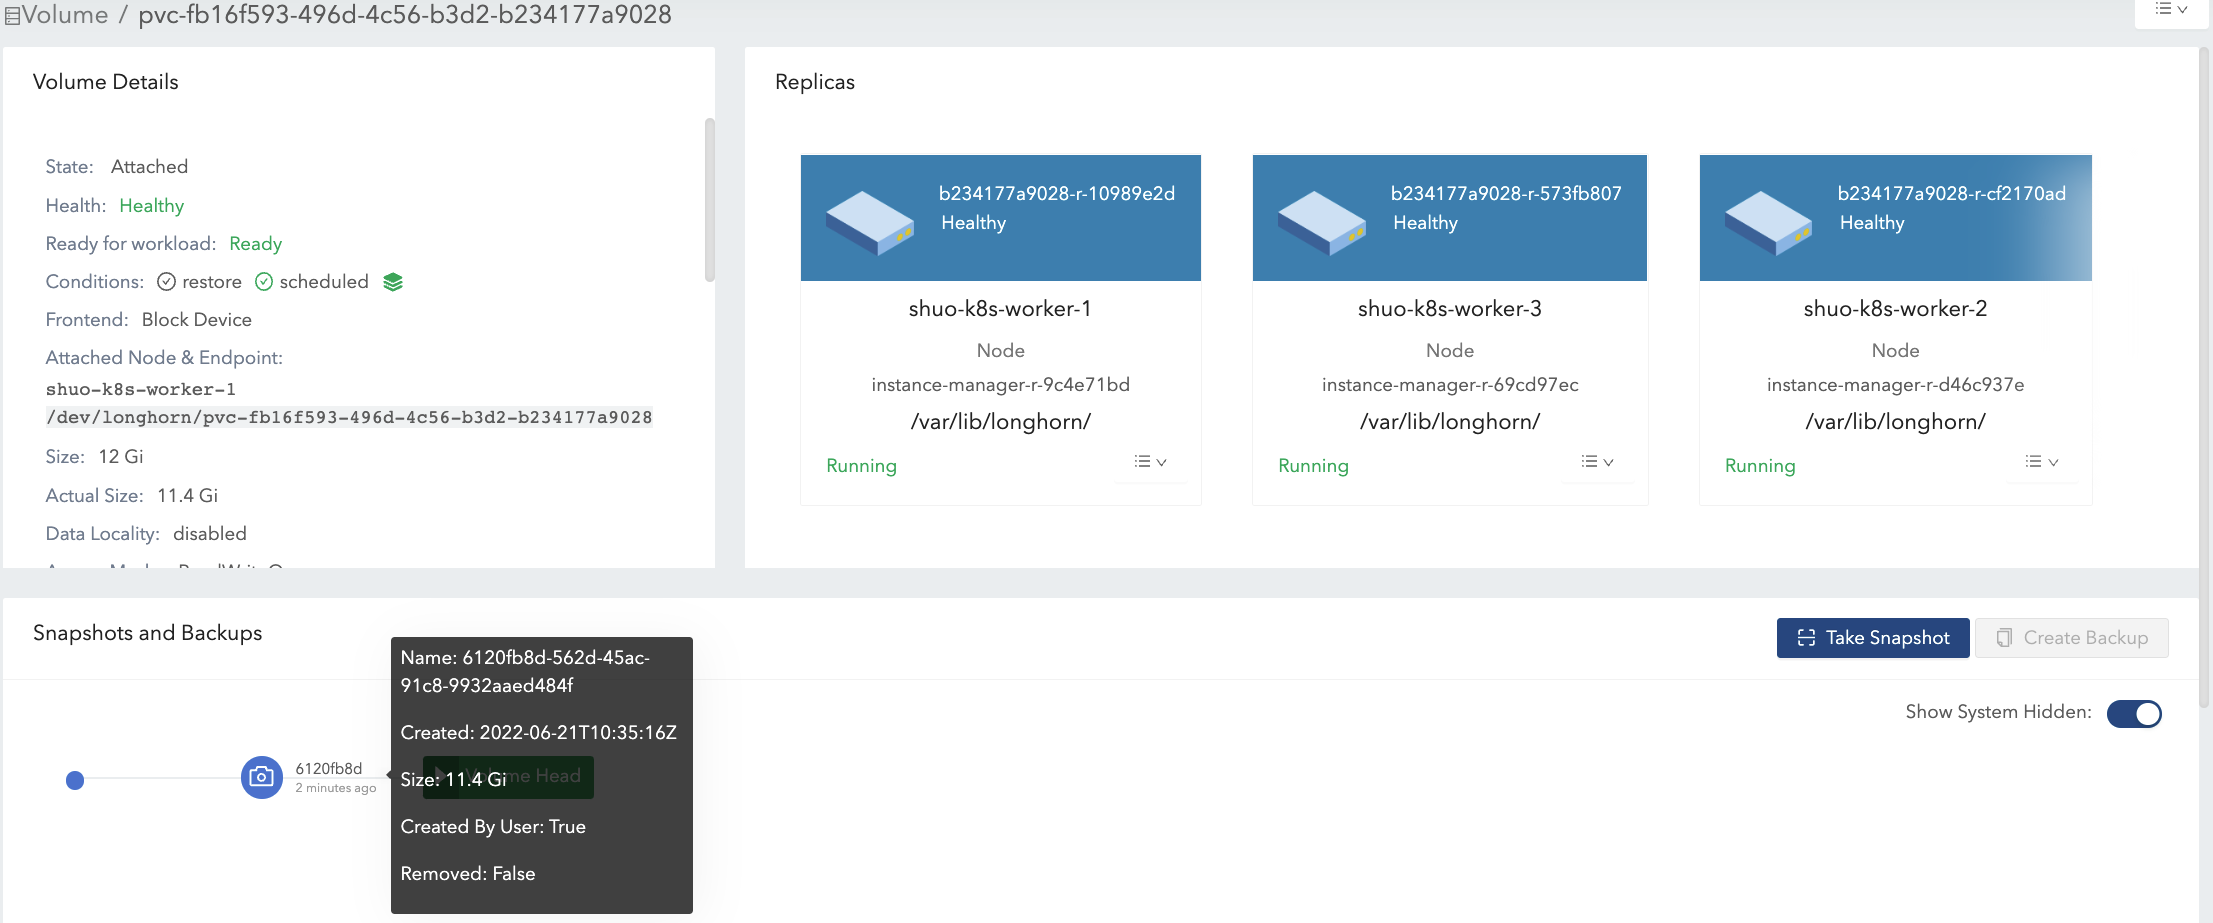 Volume / pvc-fb16f593-496d-4c56-b3d2-b234177a9028
Volume Details
State: Attached
Health: Healthy
Ready for workload: Ready
Conditions: restore scheduled
Frontend: Block Device
Attached Node & Endpoint:
shuo-k8s-worker-1
/dev/longhorn/pvc-fb16f593-496d-4c56-b3d2-b234177a9028
Size: 12 Gi
Actual Size: 11.4 Gi
Data Locality: disabled
Replicas
b234177a9028-r-10989e2d
Healthy
shuo-k8s-worker-1
Node
instance-manager-r-9c4e71bd
/var/lib/longhorn/
Running
b234177a9028-r-573fb807
Healthy
shuo-k8s-worker-3
Node
instance-manager-r-69cd97ec
/var/lib/longhorn/
Running
b234177a9028-r-cf2170ad
Healthy
shuo-k8s-worker-2
Node
instance-manager-r-d46c937e
/var/lib/longhorn/
Running
Snapshots and Backups
Take Snapshot
Create Backup
Show System Hidden:
6120fb8d
2 minutes ago
Volume Head
Name: 6120fb8d-562d-45ac-
91c8-9932aaed484f
Created: 2022-06-21T10:35:16Z
Size: 11.4 Gi
Created By User: True
Removed: False